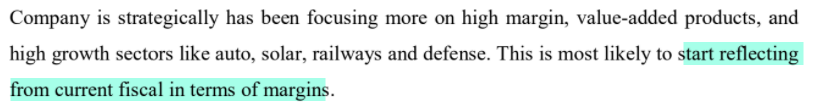 Company is strategically has been focusing more on high margin, value-added products, and
high growth sectors like auto, solar, railways and defense. This is most likely to start reflecting
from current fiscal in terms of margins.